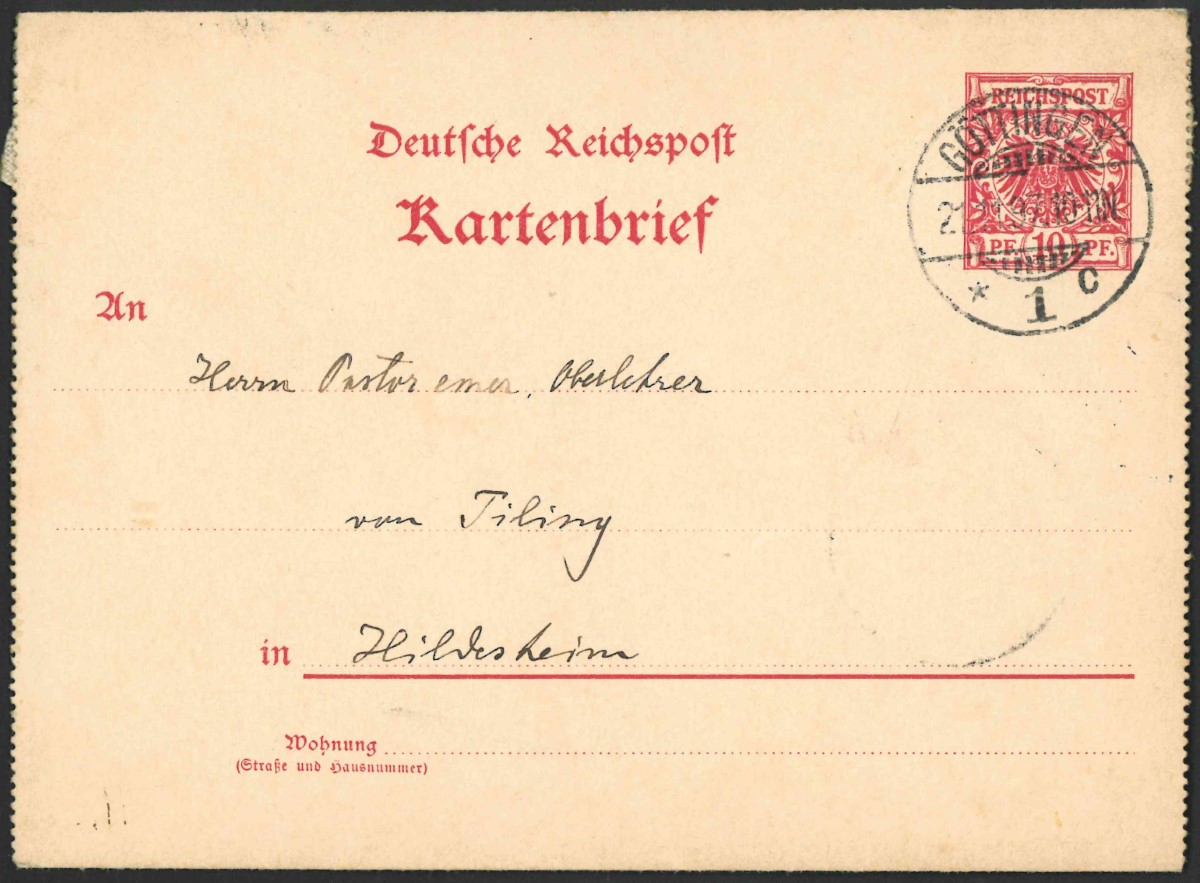 REICHSPOST
PF. 10 PF.
GÖTTINGEN
* 1 c
Deutsche Reichspost
Kartenbrief
An
Herrn Pastor emer. Oberlehrer
von Tiling
in Hildesheim
Wohnung
(Straße und Hausnummer)